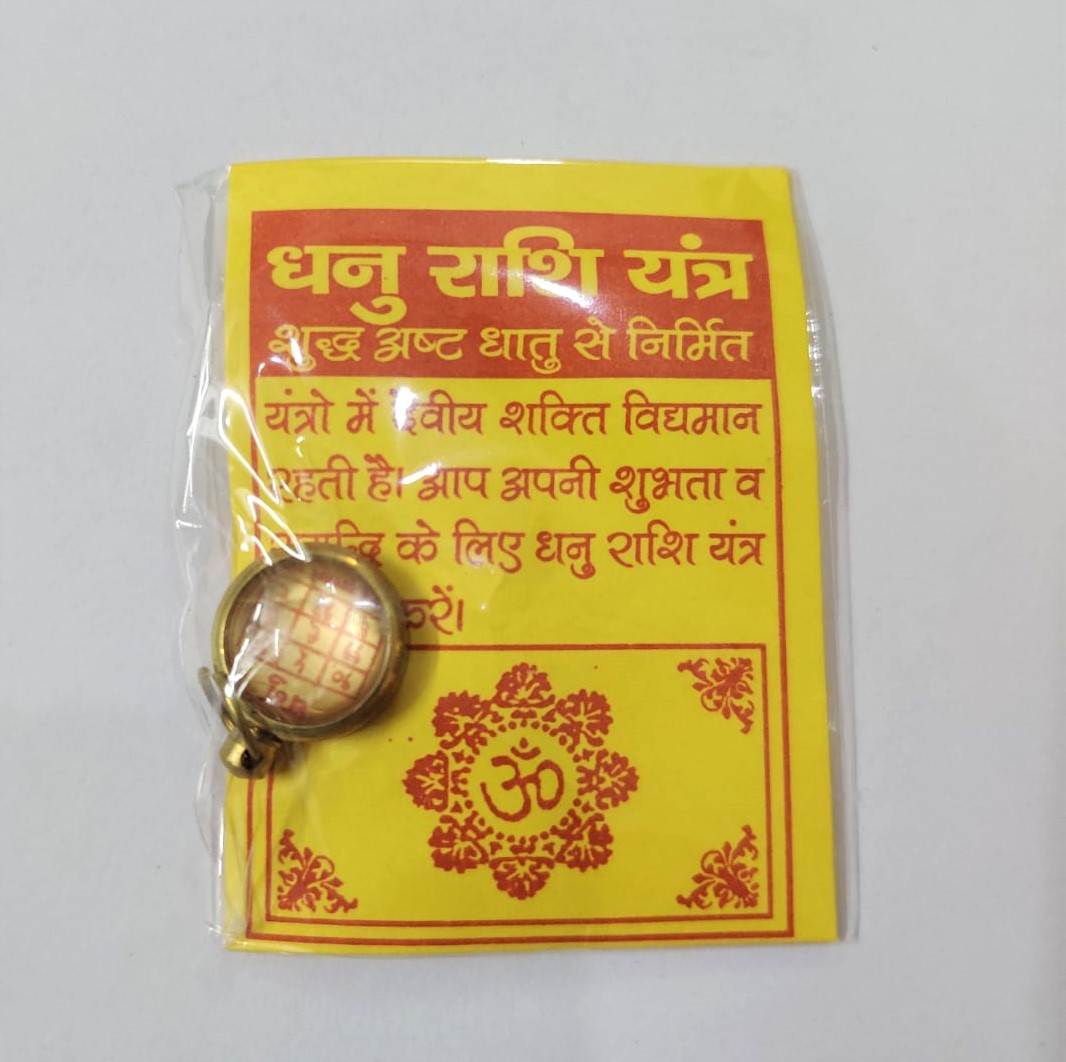 धनु राशि यंत्र
शुद्ध अष्ट धातु से निर्मित
यंत्रो में दैवीय शक्ति विद्यमान
रहती है। आप अपनी शुभता व
के लिए धनु राशि यंत्र
करें।
ॐ